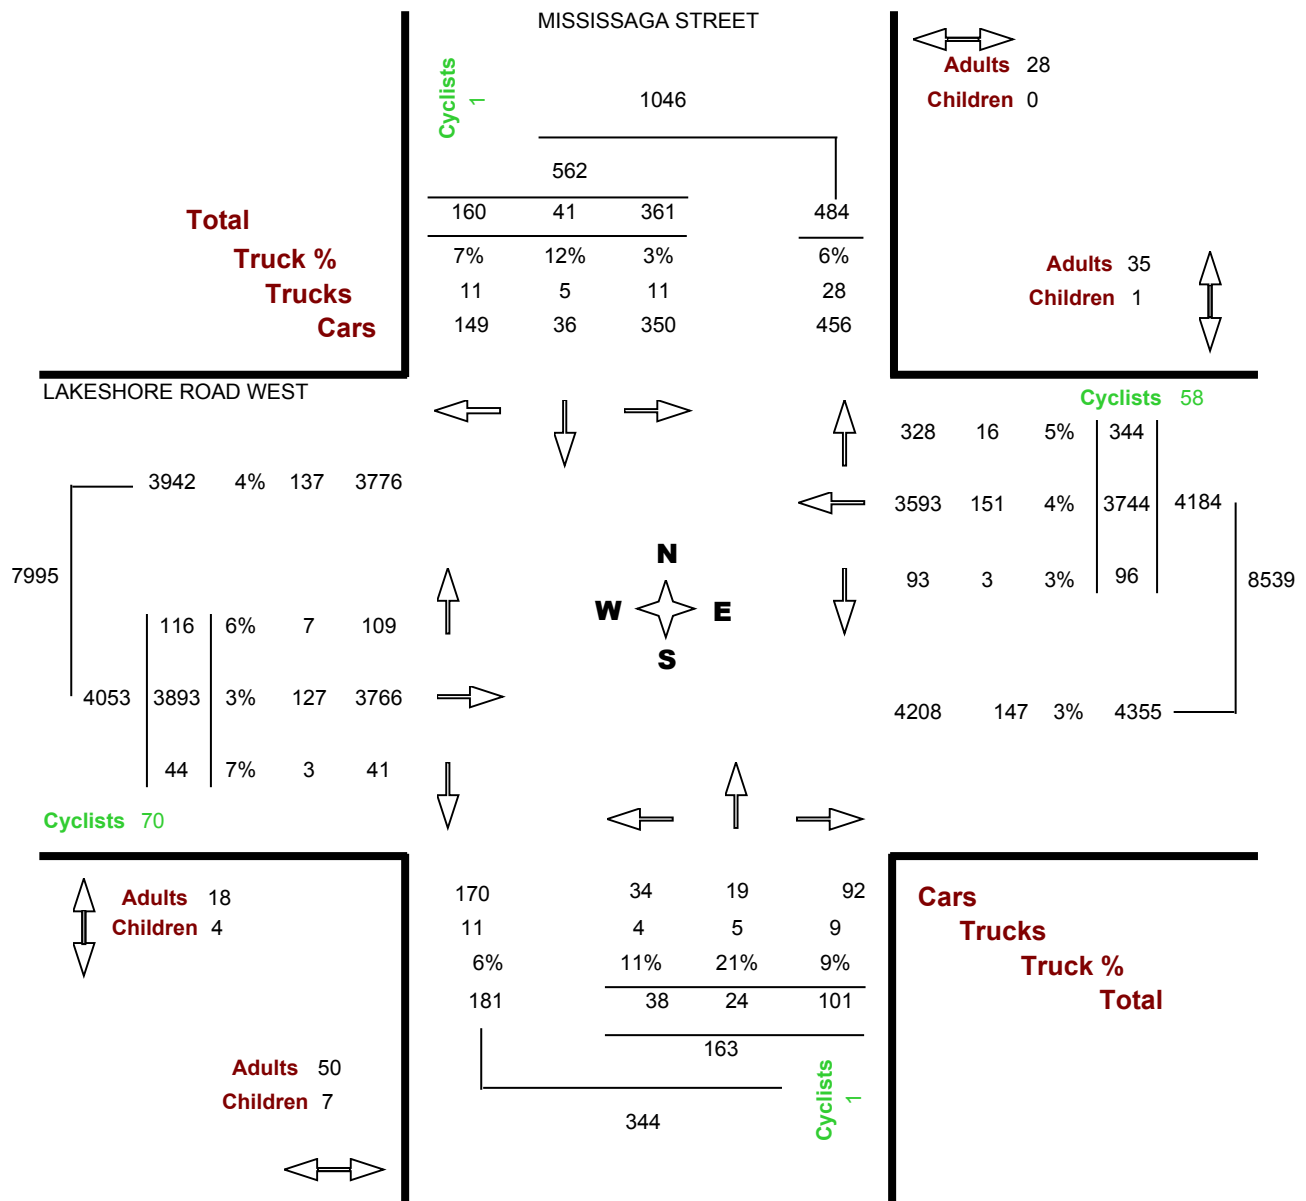 MISSISSAGA STREET
Adults 28
Children 0
Cyclists 1
1046
562
Total 160 41 361 484
Truck % 7% 12% 3% 6%
Trucks 11 5 11 28
Cars 149 36 350 456
Adults 35
Children 1
LAKESHORE ROAD WEST
Cyclists 58
328 16 5% 344
3942 4% 137 3776
3593 151 4% 3744 4184
N
7995
93 3 3% 96 8539
W E
S
116 6% 7 109
4053 3893 3% 127 3766
4208 147 3% 4355
44 7% 3 41
Cyclists 70
Adults 18
Children 4
170 34 19 92
11 4 5 9
6% 11% 21% 9%
181 38 24 101
Cars
Trucks
Truck %
Total
163
Adults 50
Children 7
Cyclists 1
344